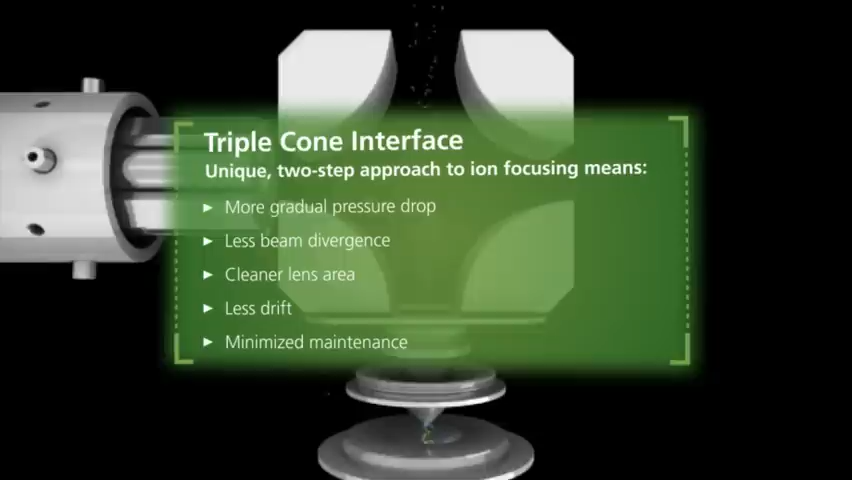 Triple Cone Interface
Unique, two-step approach to ion focusing means:
▶ More gradual pressure drop
▶ Less beam divergence
▶ Cleaner lens area
▶ Less drift
▶ Minimized maintenance